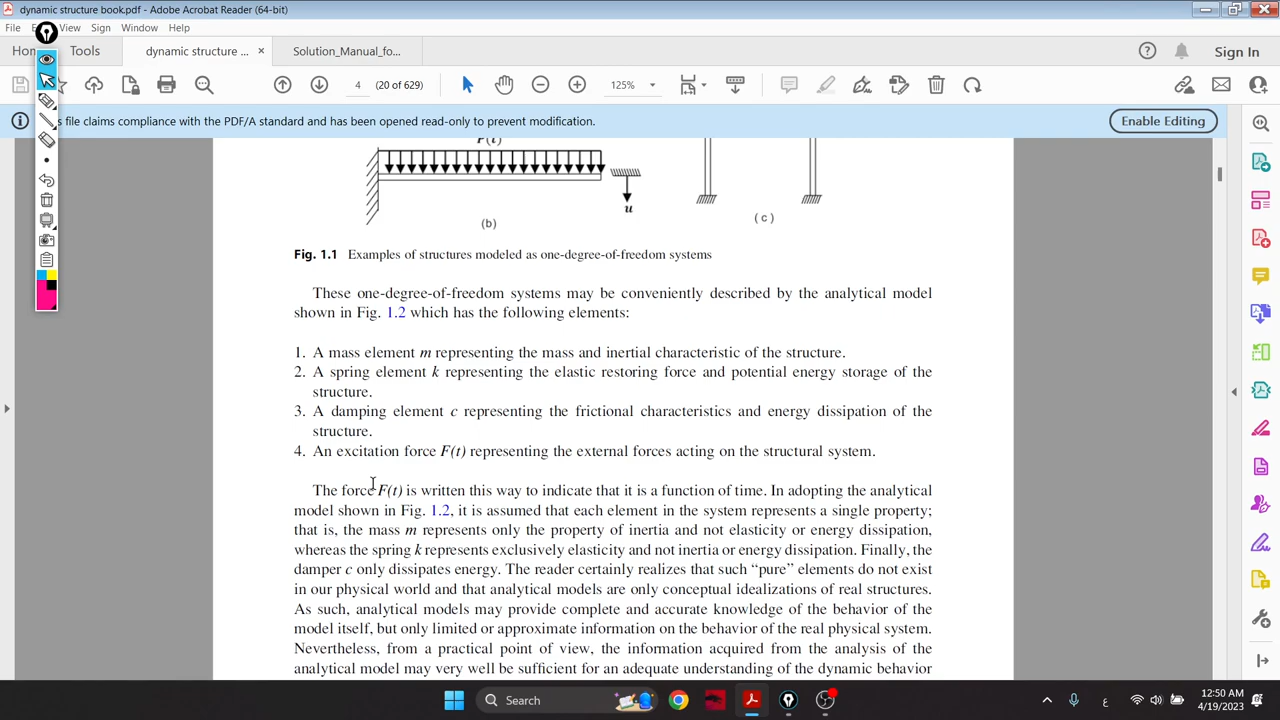 dynamic structure book.pdf - Adobe Acrobat Reader (64-bit)
File
View Sign Window Help
Tools
dynamic structure ...
Solution_Manual_fo...
Sign In
4 (20 of 629)
125%
file claims compliance with the PDF/A standard and has been opened read-only to prevent modification.
Enable Editing
u
(b)
(c)
Fig. 1.1 Examples of structures modeled as one-degree-of-freedom systems
These one-degree-of-freedom systems may be conveniently described by the analytical model
shown in Fig. 1.2 which has the following elements:
1. A mass element m representing the mass and inertial characteristic of the structure.
2. A spring element k representing the elastic restoring force and potential energy storage of the
structure.
3. A damping element c representing the frictional characteristics and energy dissipation of the
structure.
4. An excitation force F(t) representing the external forces acting on the structural system.
The force F(t) is written this way to indicate that it is a function of time. In adopting the analytical
model shown in Fig. 1.2, it is assumed that each element in the system represents a single property;
that is, the mass m represents only the property of inertia and not elasticity or energy dissipation,
whereas the spring k represents exclusively elasticity and not inertia or energy dissipation. Finally, the
damper c only dissipates energy. The reader certainly realizes that such “pure” elements do not exist
in our physical world and that analytical models are only conceptual idealizations of real structures.
As such, analytical models may provide complete and accurate knowledge of the behavior of the
model itself, but only limited or approximate information on the behavior of the real physical system.
Nevertheless, from a practical point of view, the information acquired from the analysis of the
analytical model may very well be sufficient for an adequate understanding of the dynamic behavior
Search
ع
12:50 AM
4/19/2023